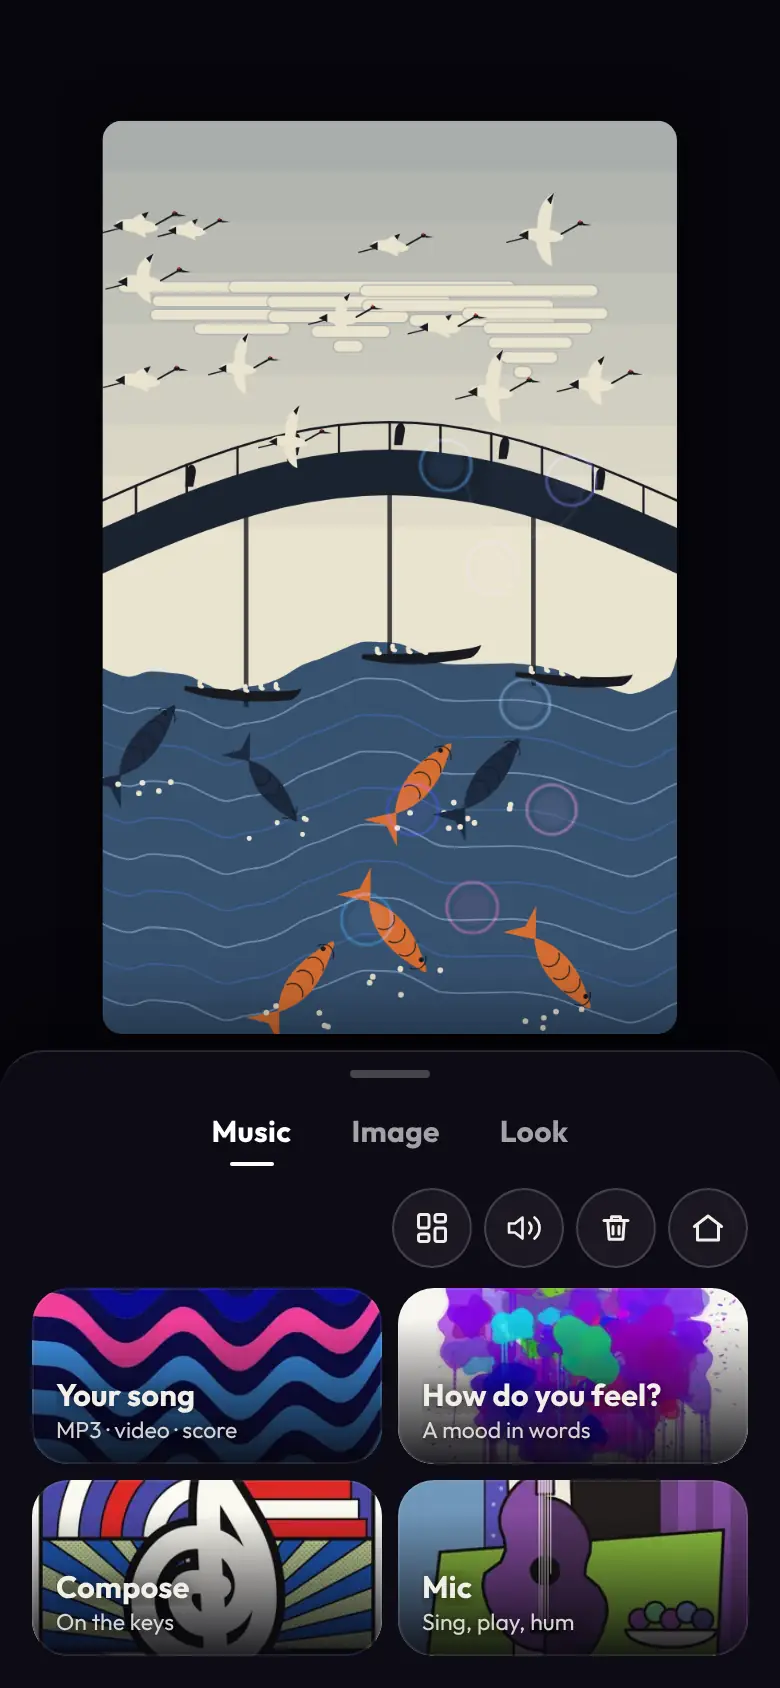 Music Image Look
Your song
MP3 · video · score
How do you feel?
A mood in words
Compose
On the keys
Mic
Sing, play, hum